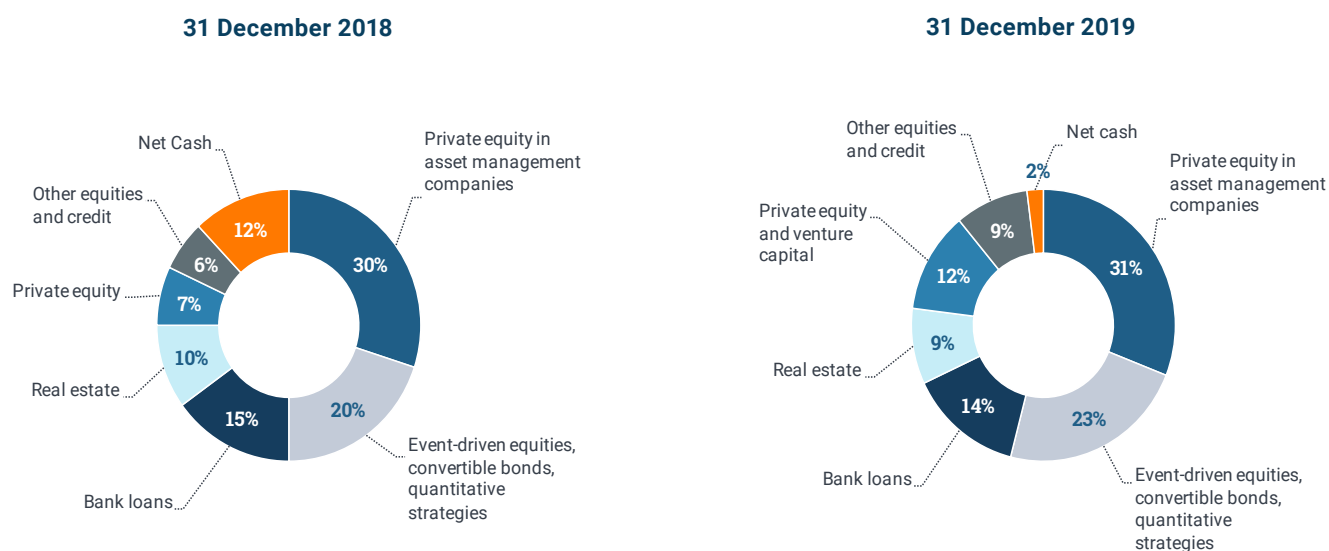 31 December 2018
Net Cash
Private equity in
asset management
companies
Other equities
and credit
Private equity
Real estate
Bank loans
Event-driven equities,
convertible bonds,
quantitative
strategies
12%
30%
6%
7%
10%
15%
20%
31 December 2019
Other equities
and credit
Net cash
Private equity in
asset management
companies
Private equity
and venture
capital
Real estate
Bank loans
Event-driven equities,
convertible bonds,
quantitative
strategies
2%
9%
31%
12%
9%
14%
23%